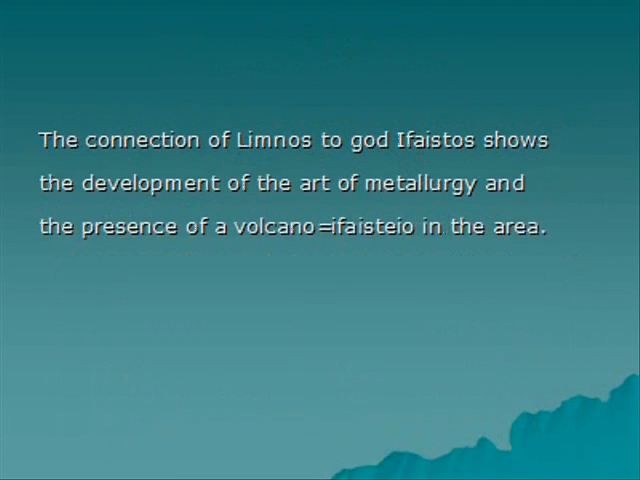 The connection of Limnos to god Ifaistos shows
the development of the art of metallurgy and
the presence of a volcano=ifaisteio in the area.